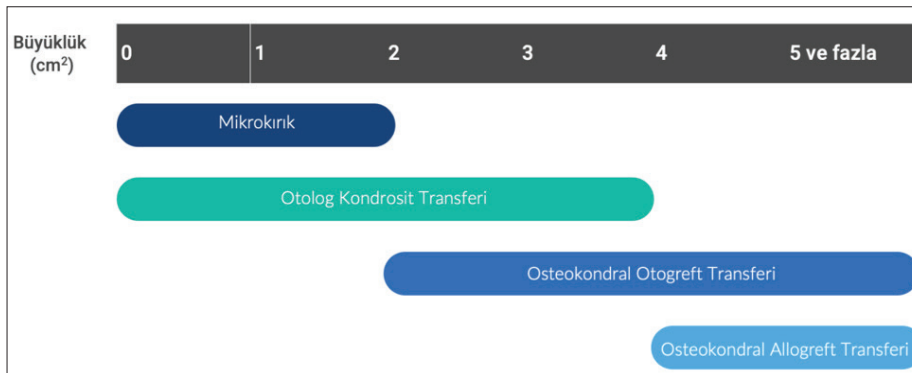 Büyüklük
(cm²)
0 1 2 3 4 5 ve fazla
Mikrokırık
Otolog Kondrosit Transferi
Osteokondral Otogreft Transferi
Osteokondral Allogreft Transferi